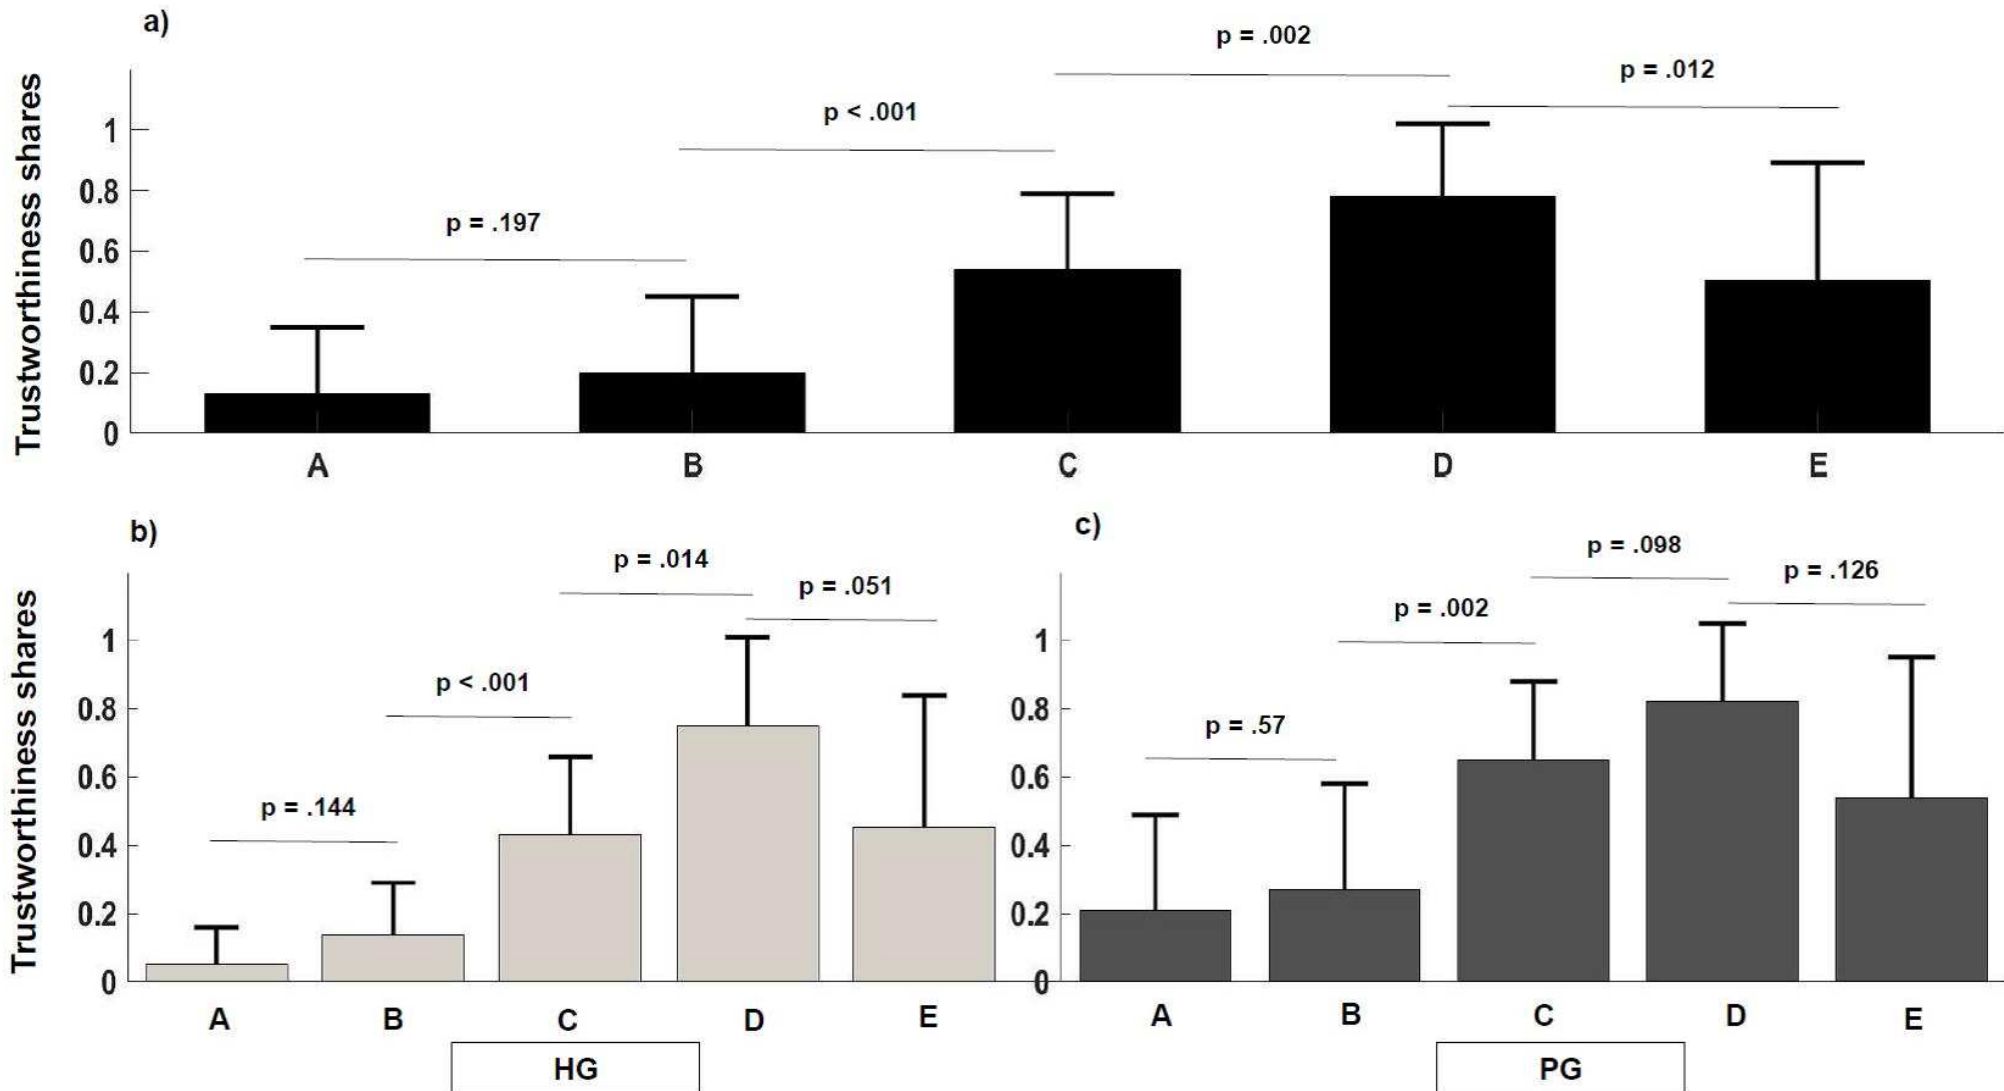 a)
p = .002
p = .012
p < .001
p = .197
Trustworthiness shares
1
0.8
0.6
0.4
0.2
0
A B C D E
b)
p = .014
p = .051
p < .001
p = .144
Trustworthiness shares
1
0.8
0.6
0.4
0.2
0
A B C D E
HG
c)
p = .098
p = .126
p = .002
p = .57
1
0.8
0.6
0.4
0.2
0
A B C D E
PG